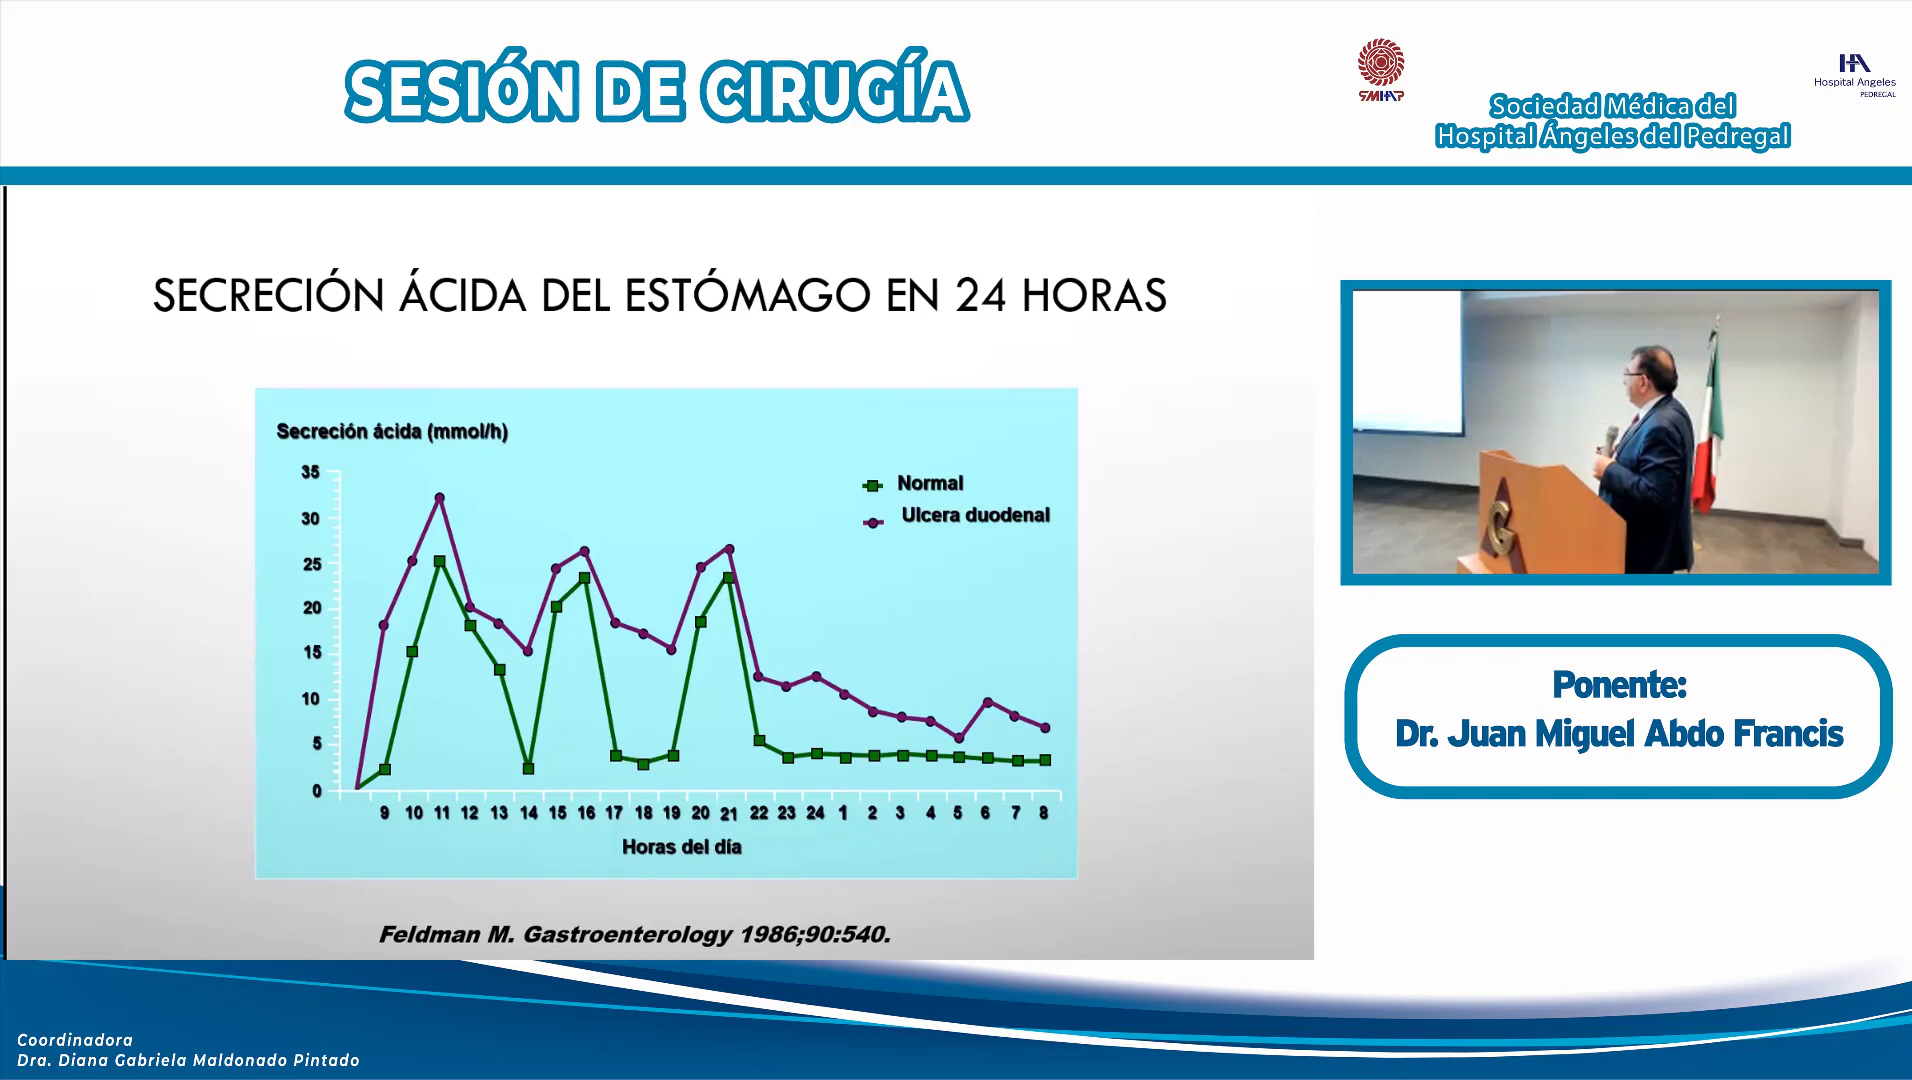 SESIÓN DE CIRUGÍA
SMHAP
Sociedad Médica del
Hospital Ángeles del Pedregal
HA
Hospital Angeles
PEDREGAL
SECRECIÓN ÁCIDA DEL ESTÓMAGO EN 24 HORAS
Secreción ácida (mmol/h)
35
30
25
20
15
10
5
0
Normal
Ulcera duodenal
9 10 11 12 13 14 15 16 17 18 19 20 21 22 23 24 1 2 3 4 5 6 7 8
Horas del día
Feldman M. Gastroenterology 1986;90:540.
G
Ponente:
Dr. Juan Miguel Abdo Francis
Coordinadora
Dra. Diana Gabriela Maldonado Pintado